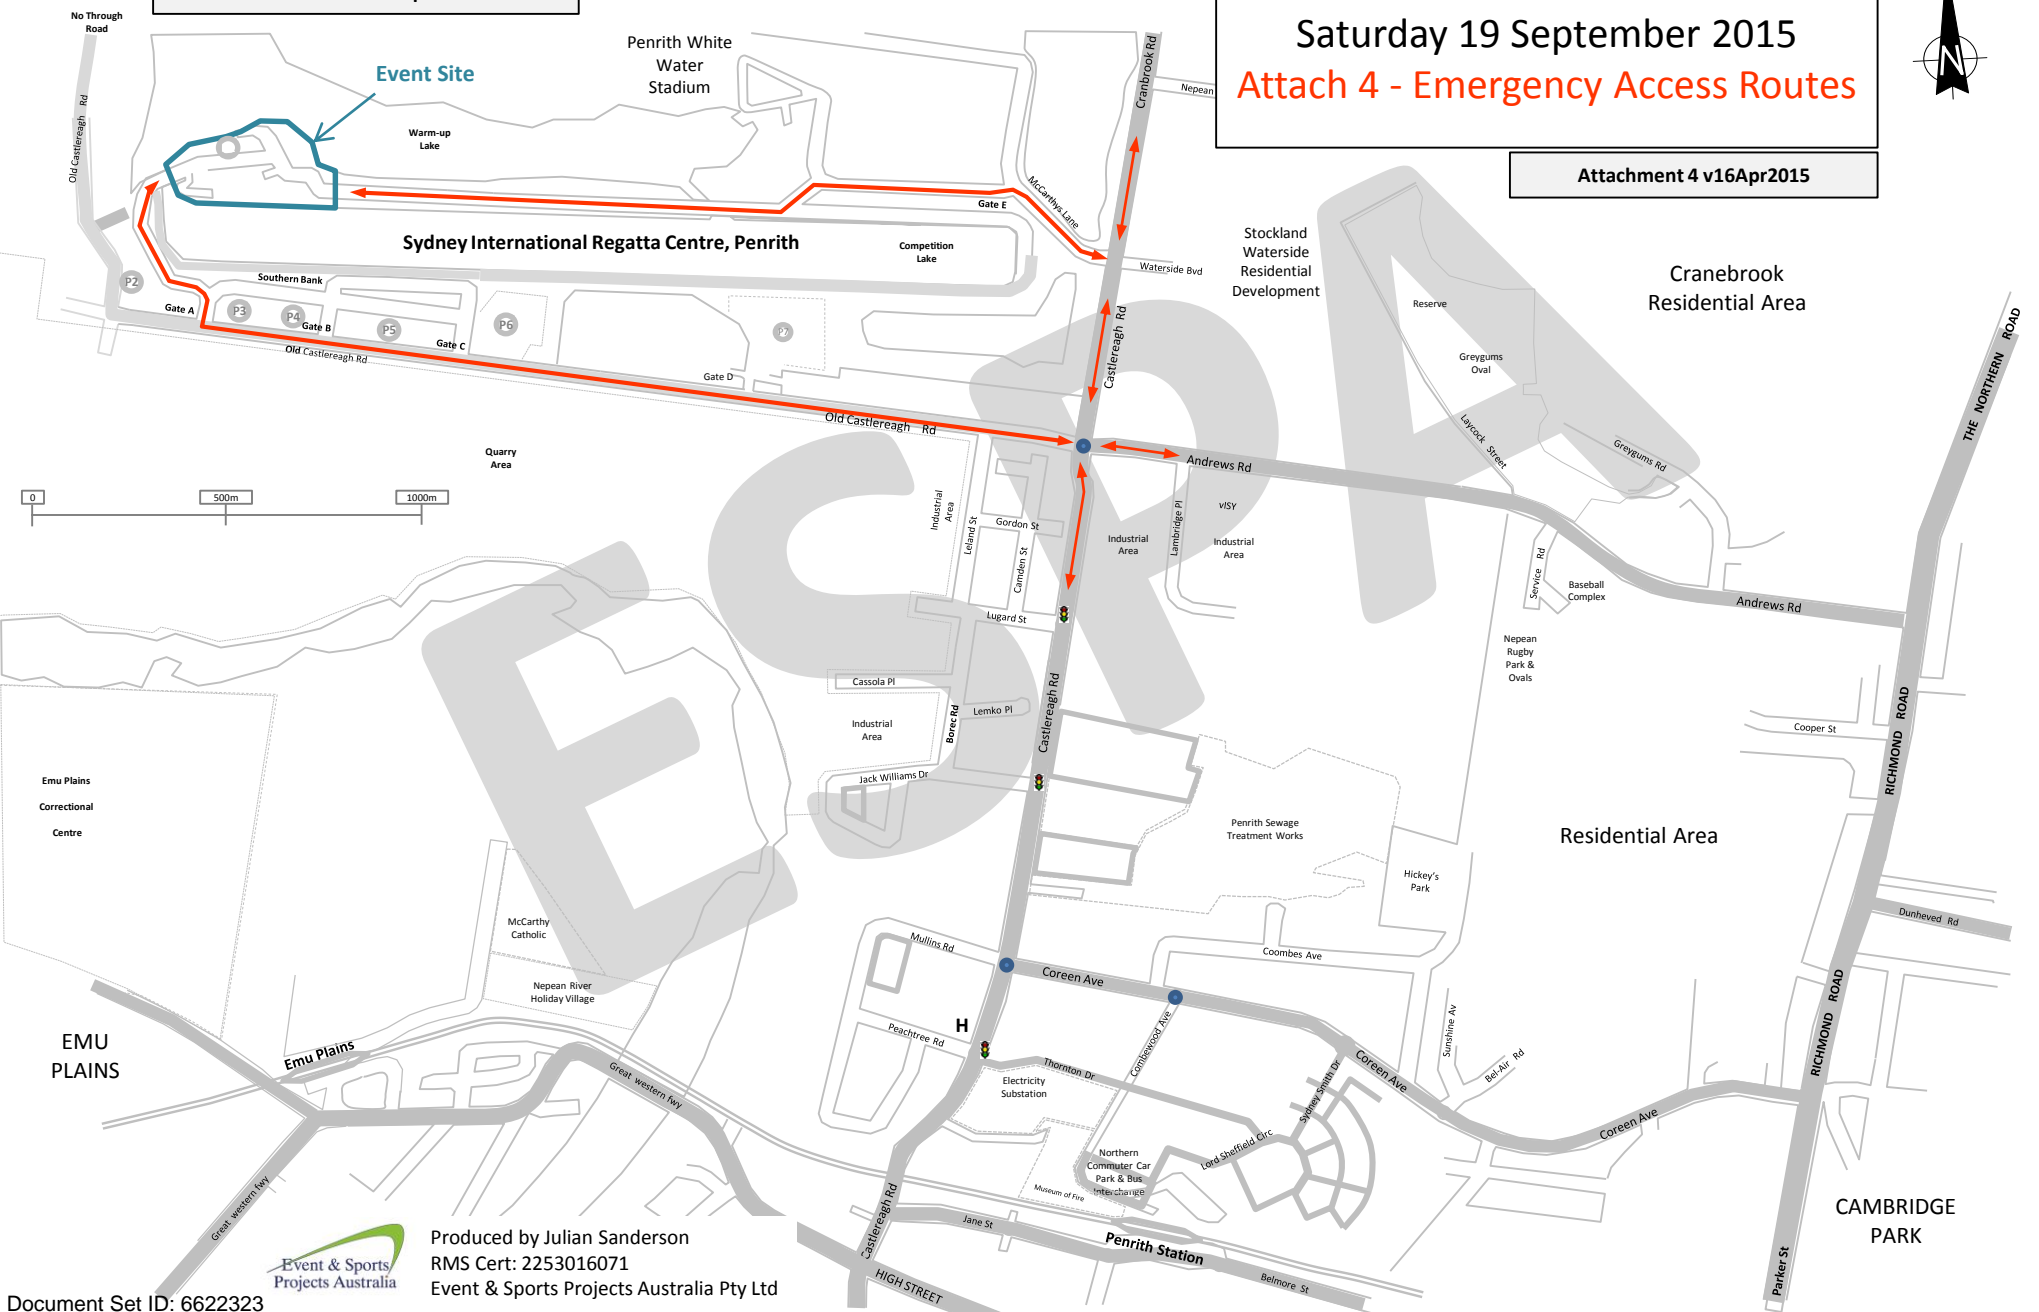 Saturday 19 September 2015
Attach 4 - Emergency Access Routes
Attachment 4 v16Apr2015
N
No Through
Road
Event Site
Penrith White
Water
Stadium
Warm-up
Lake
Old Castlereagh Rd
Cranbrook Rd
Nepean
McCarthys Lane
Gate E
Sydney International Regatta Centre, Penrith
Competition
Lake
Waterside Bvd
Stockland
Waterside
Residential
Development
Cranebrook
Residential Area
Reserve
Greygums
Oval
Laycock Street
Greygums Rd
THE NORTHERN ROAD
P2
Southern Bank
Gate A
P3
P4
Gate B
P5
Gate C
P6
P7
Gate D
Old Castlereagh Rd
Old Castlereagh Rd
Castlereagh Rd
Andrews Rd
Quarry
Area
0
500m
1000m
Industrial
Area
Leland St
Gordon St
Camden St
Lugard St
Industrial
Area
Lambridge Pl
vISY
Industrial
Area
Service Rd
Baseball
Complex
Andrews Rd
Nepean
Rugby
Park &
Ovals
Cassola Pl
Lemko Pl
Borec Rd
Industrial
Area
Castlereagh Rd
Jack Williams Dr
Cooper St
RICHMOND ROAD
Emu Plains
Correctional
Centre
Penrith Sewage
Treatment Works
Residential Area
Hickey's
Park
Dunheved Rd
McCarthy
Catholic
Mullins Rd
Coombes Ave
Coreen Ave
Nepean River
Holiday Village
RICHMOND ROAD
H
Peachtree Rd
EMU
PLAINS
Emu Plains
Great western fwy
Thornton Dr
Combewood Ave
Electricity
Substation
Sydney Smith Dr
Coreen Ave
Sunshine Av
Bel-Air Rd
Coreen Ave
Lord Sheffield Circ
Northern
Commuter Car
Park & Bus
Interchange
Museum of Fire
Great western fwy
Castlereagh Rd
Jane St
Penrith Station
Belmore St
HIGH STREET
CAMBRIDGE
PARK
Parker St
ESPA
Event & Sports
Projects Australia
Produced by Julian Sanderson
RMS Cert: 2253016071
Event & Sports Projects Australia Pty Ltd
Document Set ID: 6622323